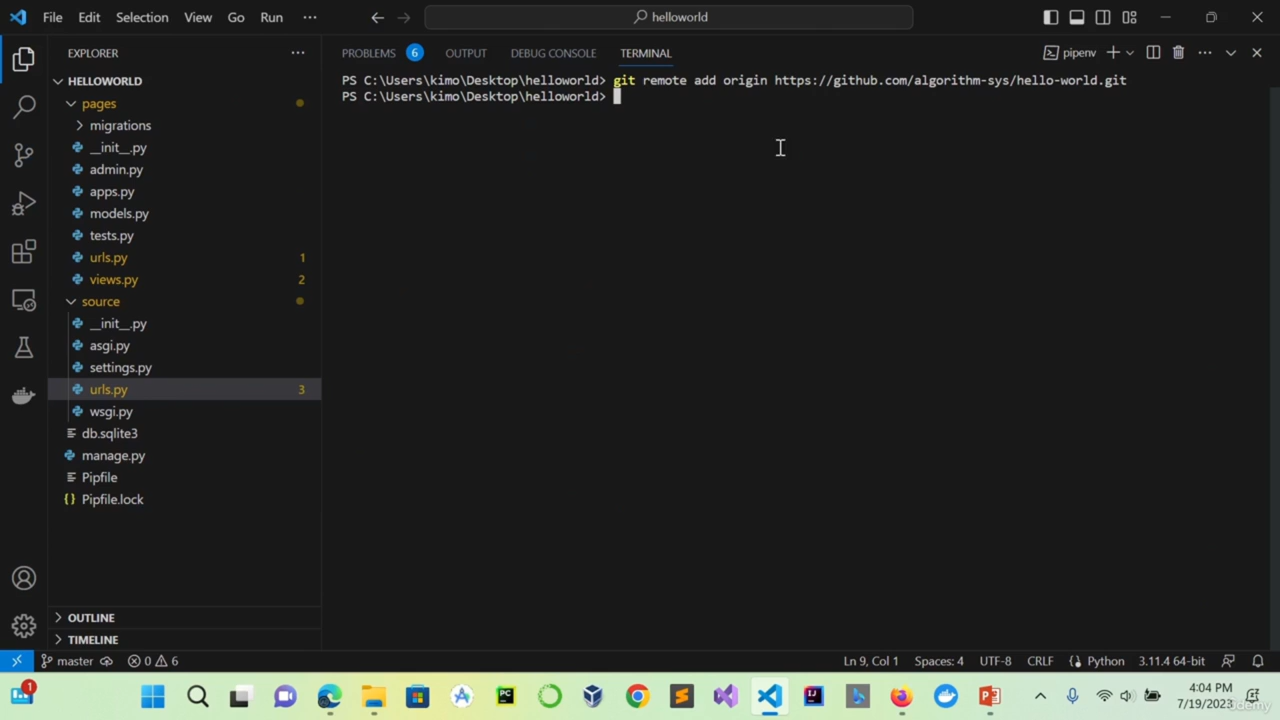 File Edit Selection View Go Run ···
helloworld
EXPLORER ···
HELLOWORLD
pages
migrations
__init__.py
admin.py
apps.py
models.py
tests.py
urls.py 1
views.py 2
source
__init__.py
asgi.py
settings.py
urls.py 3
wsgi.py
db.sqlite3
manage.py
Pipfile
{} Pipfile.lock
OUTLINE
TIMELINE
PROBLEMS 6 OUTPUT DEBUG CONSOLE TERMINAL
pipenv
PS C:\Users\kimo\Desktop\helloworld> git remote add origin https://github.com/algorithm-sys/hello-world.git
PS C:\Users\kimo\Desktop\helloworld>
master 0 6
Ln 9, Col 1 Spaces: 4 UTF-8 CRLF Python 3.11.4 64-bit
1
PC
4:04 PM
7/19/2023
Udemy